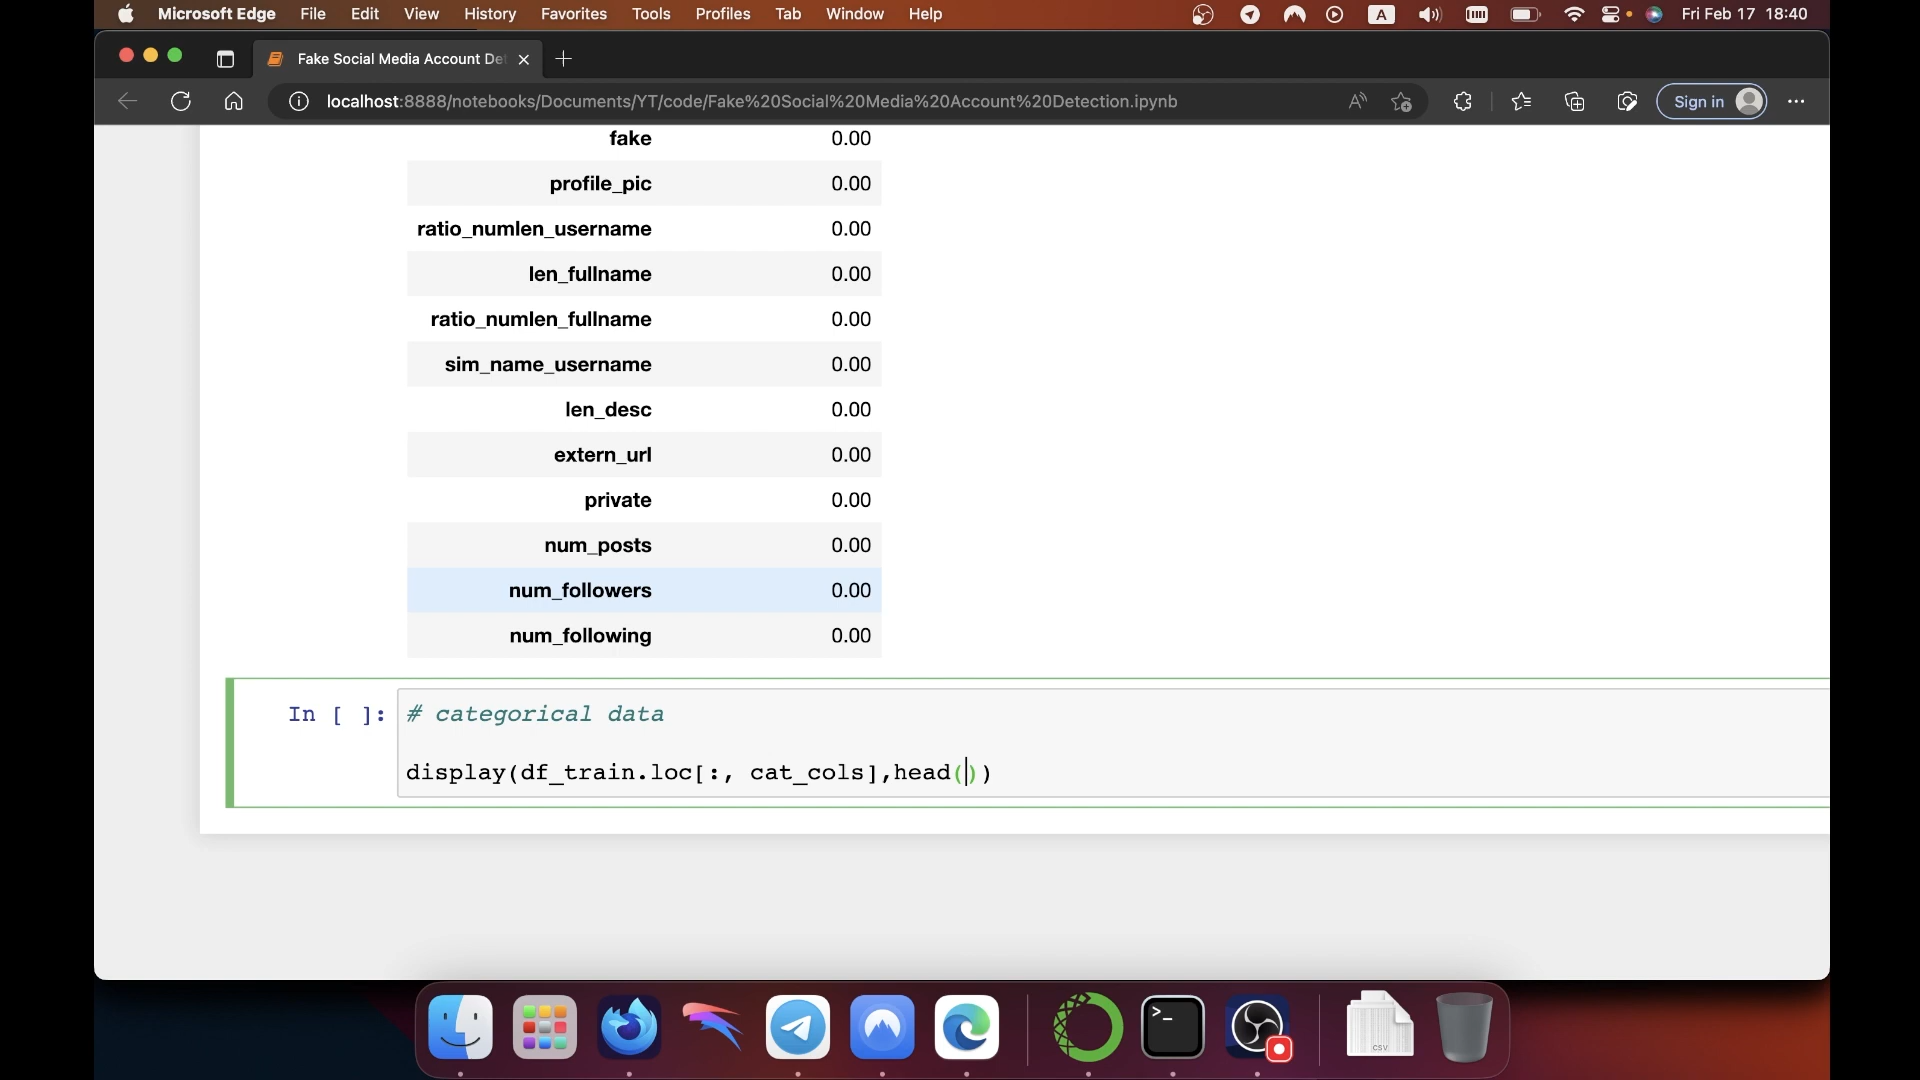 Microsoft Edge File Edit View History Favorites Tools Profiles Tab Window Help A Fri Feb 17 18:40
Fake Social Media Account Det
localhost:8888/notebooks/Documents/YT/code/Fake%20Social%20Media%20Account%20Detection.ipynb Sign in
fake 0.00
profile_pic 0.00
ratio_numlen_username 0.00
len_fullname 0.00
ratio_numlen_fullname 0.00
sim_name_username 0.00
len_desc 0.00
extern_url 0.00
private 0.00
num_posts 0.00
num_followers 0.00
num_following 0.00
In [ ]: # categorical data
display(df_train.loc[:, cat_cols],head())
>_
CSV